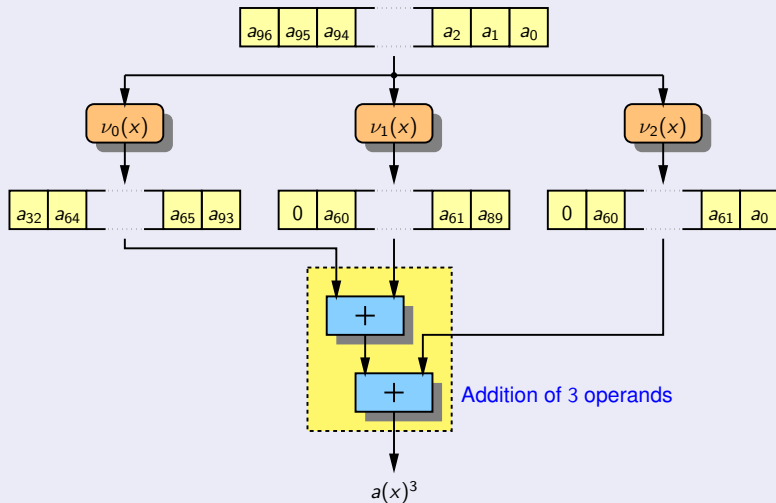 a96 a95 a94 a2 a1 a0
ν0(x) ν1(x) ν2(x)
a32 a64 a65 a93 0 a60 a61 a89 0 a60 a61 a0
+
+ Addition of 3 operands
a(x)³